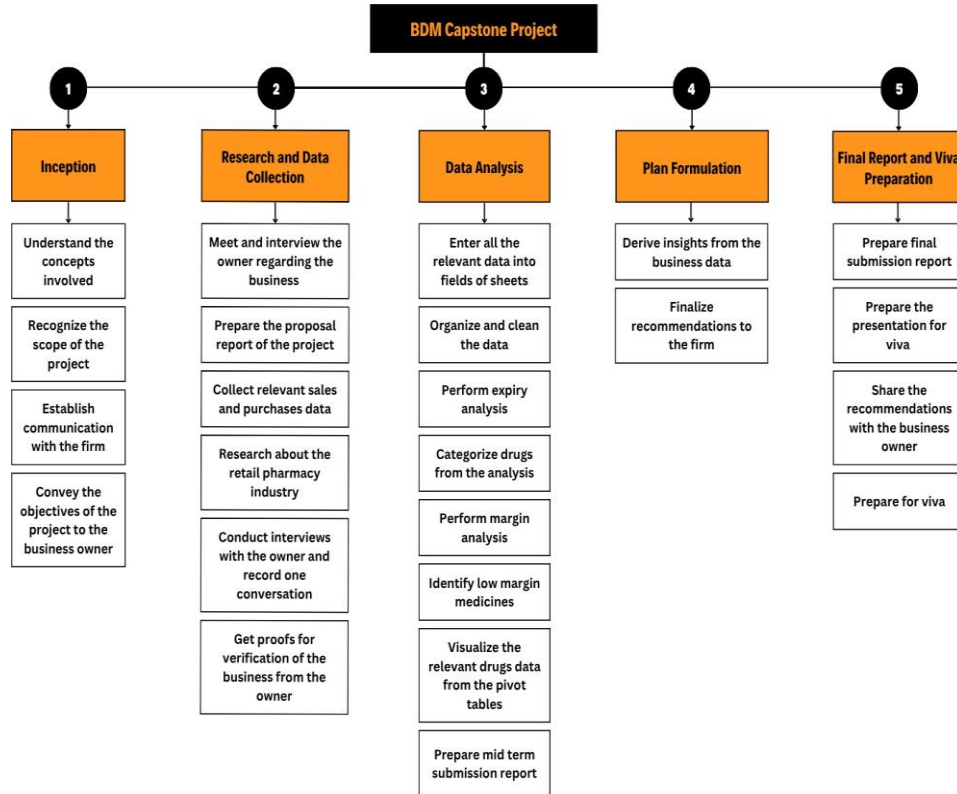 BDM Capstone Project
1
2
3
4
5
Inception
Understand the
concepts
involved
Recognize the
scope of the
project
Establish
communication
with the firm
Convey the
objectives of the
project to the
business owner
Research and Data
Collection
Meet and interview the
owner regarding the
business
Prepare the proposal
report of the project
Collect relevant sales
and purchases data
Research about the
retail pharmacy
industry
Conduct interviews
with the owner and
record one
conversation
Get proofs for
verification of the
business from the
owner
Data Analysis
Enter all the
relevant data into
fields of sheets
Organize and clean
the data
Perform expiry
analysis
Categorize drugs
from the analysis
Perform margin
analysis
Identify low margin
medicines
Visualize the
relevant drugs data
from the pivot
tables
Prepare mid term
submission report
Plan Formulation
Derive insights from the
business data
Finalize
recommendations to
the firm
Final Report and Viva
Preparation
Prepare final
submission report
Prepare the
presentation for
viva
Share the
recommendations
with the business
owner
Prepare for viva